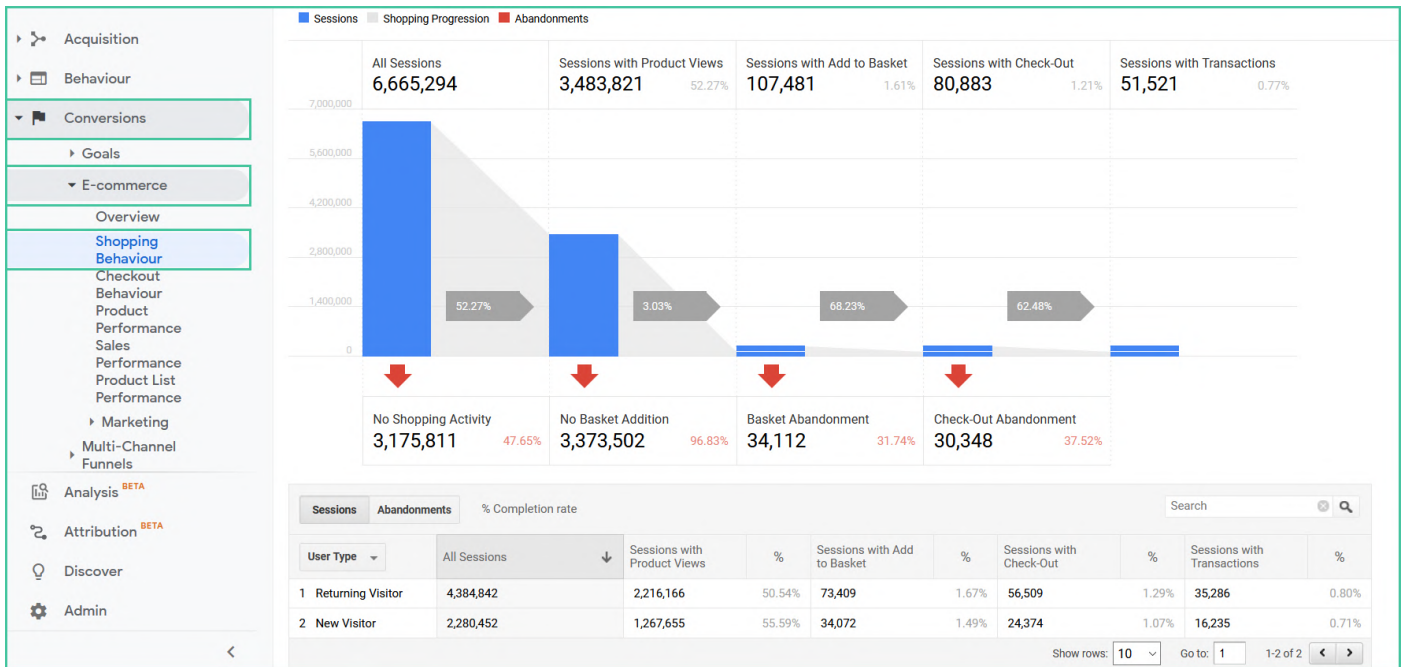 Acquisition
Behaviour
Conversions
Goals
E-commerce
Overview
Shopping
Behaviour
Checkout
Behaviour
Product
Performance
Sales
Performance
Product List
Performance
Marketing
Multi-Channel
Funnels
Analysis BETA
Attribution BETA
Discover
Admin
Sessions Shopping Progression Abandonments
All Sessions Sessions with Product Views Sessions with Add to Basket Sessions with Check-Out Sessions with Transactions
6,665,294 3,483,821 52.27% 107,481 1.61% 80,883 1.21% 51,521 0.77%
7,000,000
5,600,000
4,200,000
2,800,000
1,400,000
52.27% 3.03% 68.23% 62.48%
0
No Shopping Activity No Basket Addition Basket Abandonment Check-Out Abandonment
3,175,811 47.65% 3,373,502 96.83% 34,112 31.74% 30,348 37.52%
Sessions Abandonments % Completion rate Search
User Type All Sessions Sessions with Product Views % Sessions with Add to Basket % Sessions with Check-Out % Sessions with Transactions %
1 Returning Visitor 4,384,842 2,216,166 50.54% 73,409 1.67% 56,509 1.29% 35,286 0.80%
2 New Visitor 2,280,452 1,267,655 55.59% 34,072 1.49% 24,374 1.07% 16,235 0.71%
Show rows: 10 Go to: 1 1-2 of 2